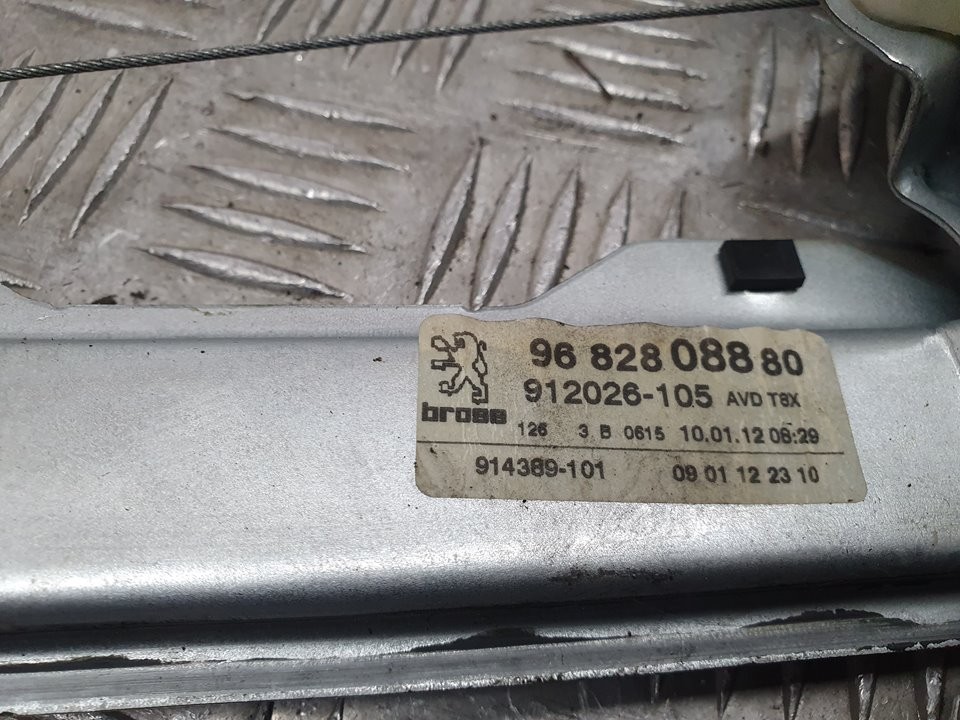 96 828 088 80
brose
912026-105 AVD T8X
126 3 B 0615 10.01.12 08:29
914389-101 09 01 12 23 10